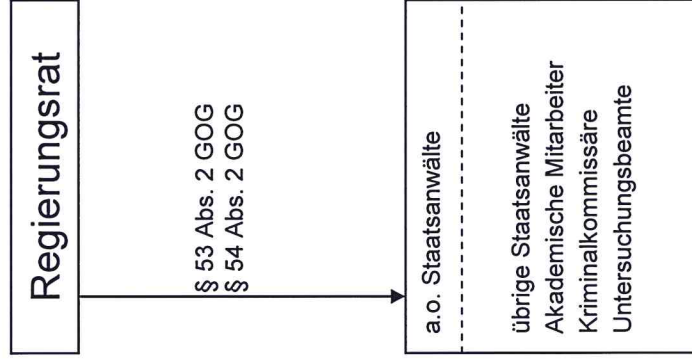 Regierungsrat
§ 53 Abs. 2 GOG
§ 54 Abs. 2 GOG
a.o. Staatsanwälte
übrige Staatsanwälte
Akademische Mitarbeiter
Kriminalkommissäre
Untersuchungsbeamte